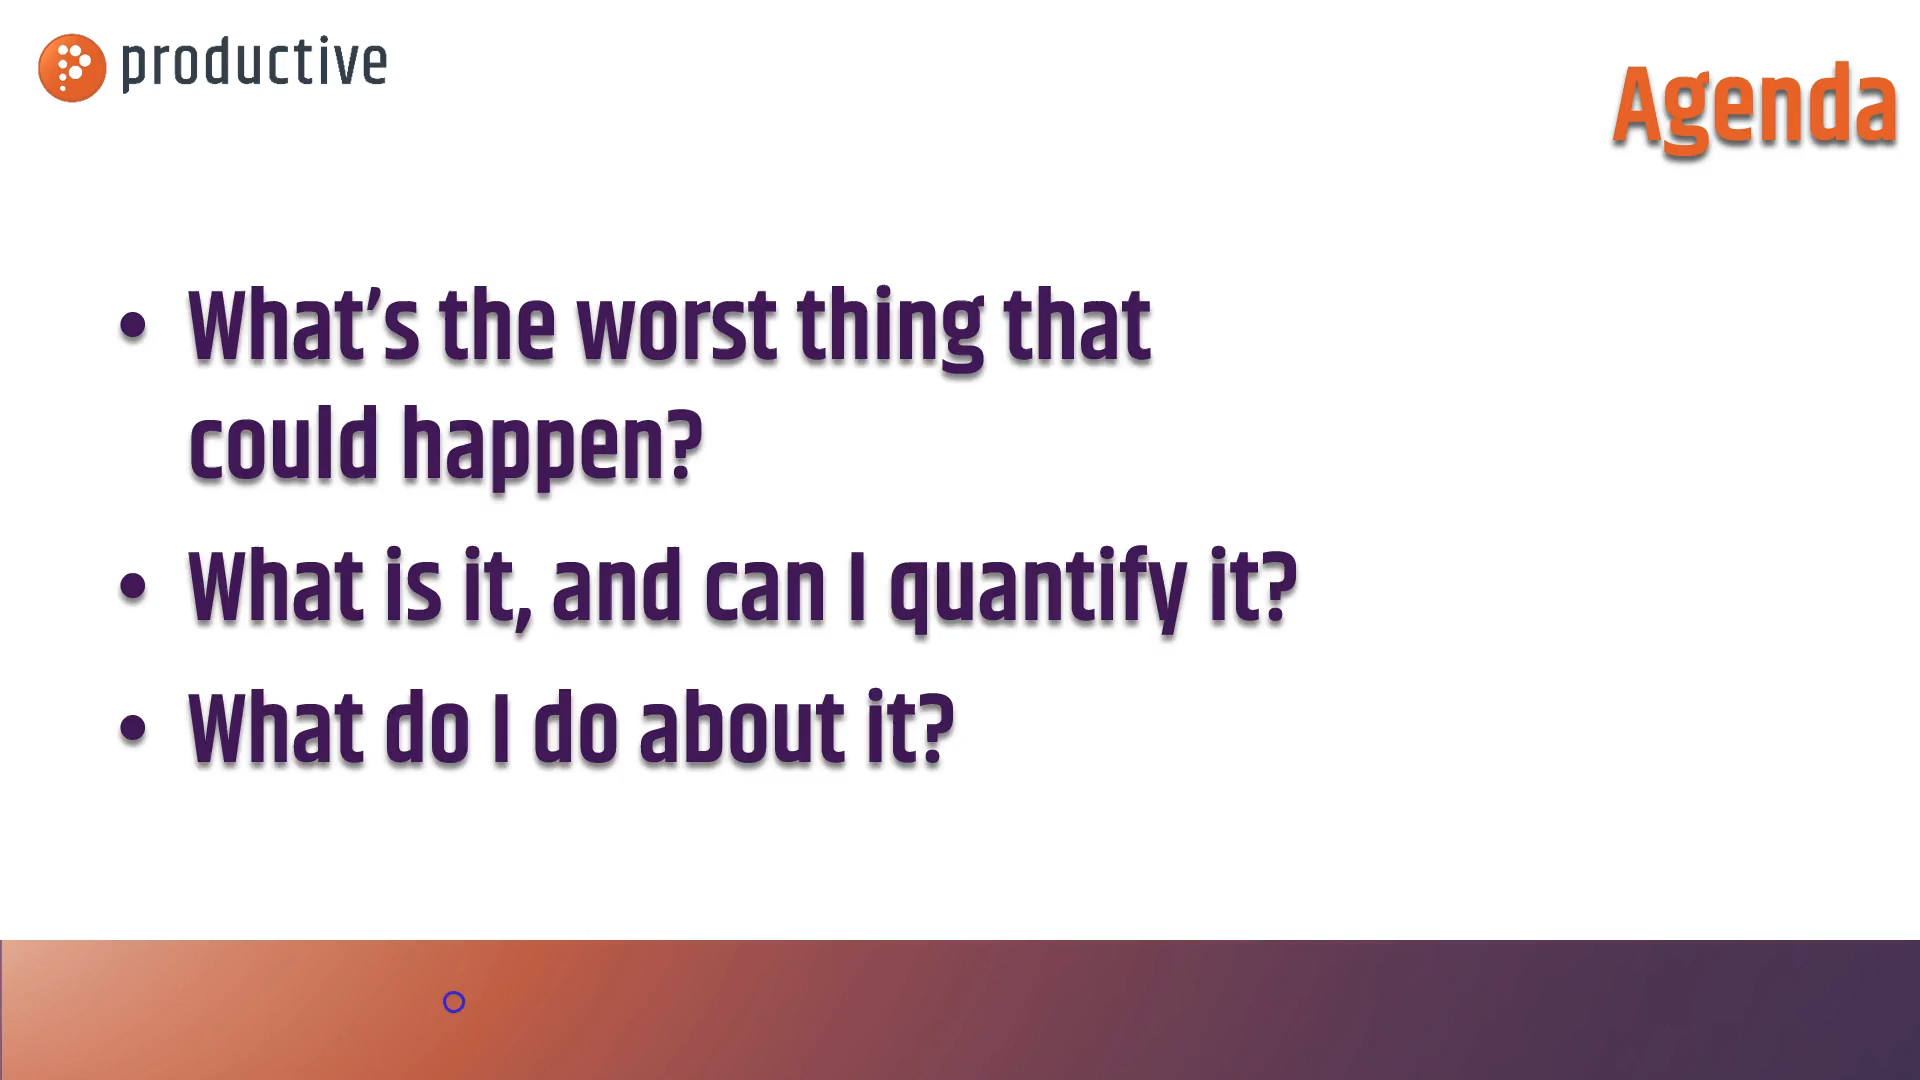 productive
Agenda
• What’s the worst thing that
could happen?
• What is it, and can I quantify it?
• What do I do about it?